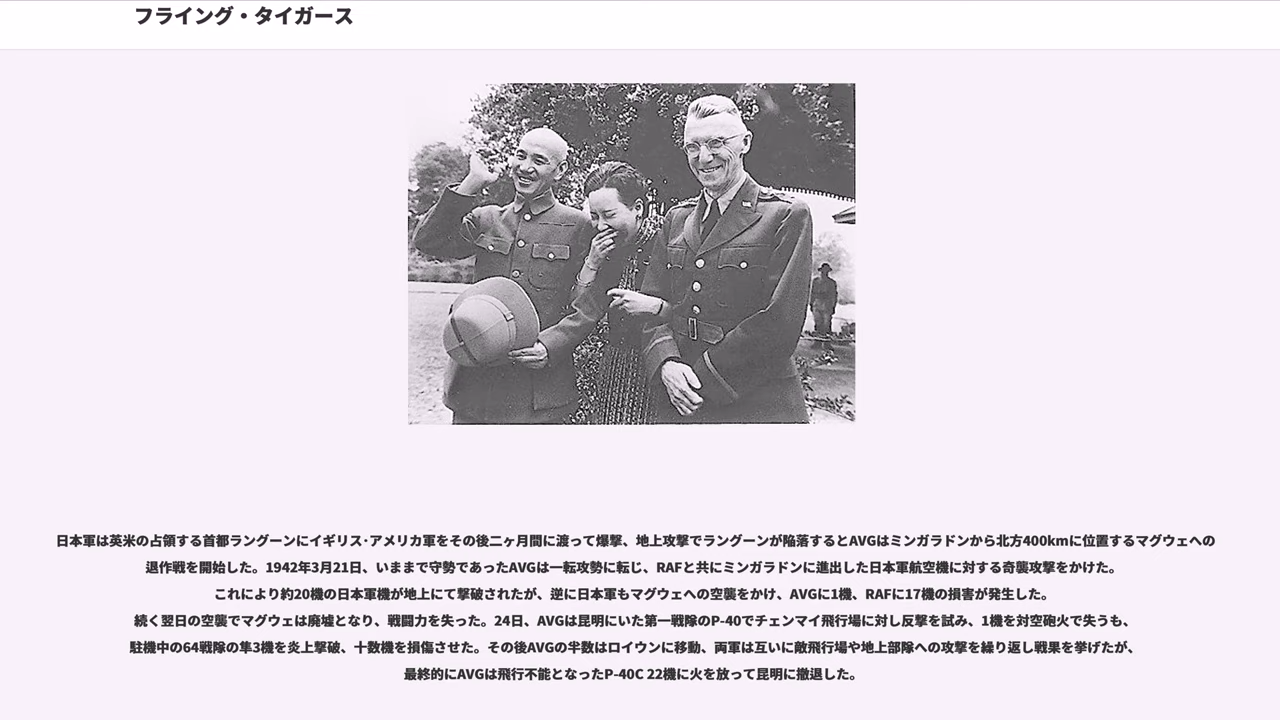 フライング・タイガース
日本軍は英米の占領する首都ラングーンにイギリス·アメリカ軍をその後二ヶ月間に渡って爆撃、地上攻撃でラングーンが陥落するとAVGはミンガラドンから北方400kmに位置するマグウェへの
退作戦を開始した。1942年3月21日、いままで守勢であったAVGは一転攻勢に転じ、RAFと共にミンガラドンに進出した日本軍航空機に対する奇襲攻撃をかけた。
これにより約20機の日本軍機が地上にて撃破されたが、逆に日本軍もマグウェへの空襲をかけ、AVGに1機、RAFに17機の損害が発生した。
続く翌日の空襲でマグウェは廃墟となり、戦闘力を失った。24日、AVGは昆明にいた第一戦隊のP-40でチェンマイ飛行場に対し反撃を試み、1機を対空砲火で失うも、
駐機中の64戦隊の隼3機を炎上撃破、十数機を損傷させた。その後AVGの半数はロイウンに移動、両軍は互いに敵飛行場や地上部隊への攻撃を繰り返し戦果を挙げたが、
最終的にAVGは飛行不能となったP-40C 22機に火を放って昆明に撤退した。